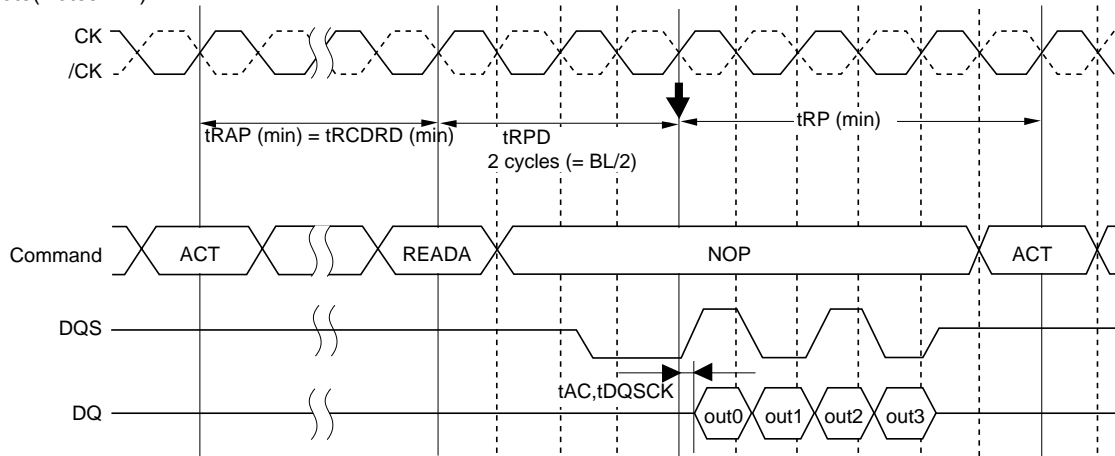 CK
/CK
tRAP (min) = tRCDRD (min)
tRPD
2 cycles (= BL/2)
tRP (min)
Command
ACT
READA
NOP
ACT
DQS
tAC,tDQSCK
DQ
out0
out1
out2
out3